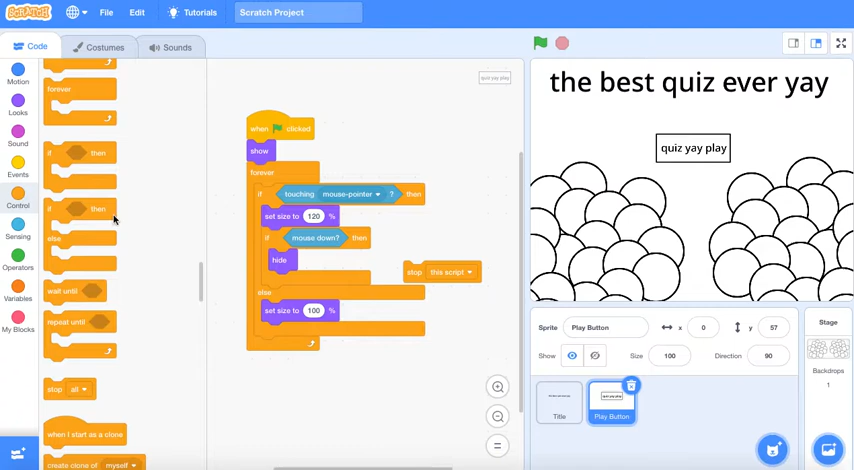 SCRATCH File Edit Tutorials Scratch Project
Code Costumes Sounds
Motion
Looks
Sound
Events
Control
Sensing
Operators
Variables
My Blocks
forever
if then
if then
else
wait until
repeat until
stop all
when I start as a clone
create clone of myself
quiz yay play
when clicked
show
forever
if touching mouse-pointer ? then
set size to 120 %
if mouse down? then
hide
stop this script
else
set size to 100 %
the best quiz ever yay
quiz yay play
Sprite Play Button x 0 y 57
Show Size 100 Direction 90
Title
quiz yay play
Play Button
Stage
Backdrops
1